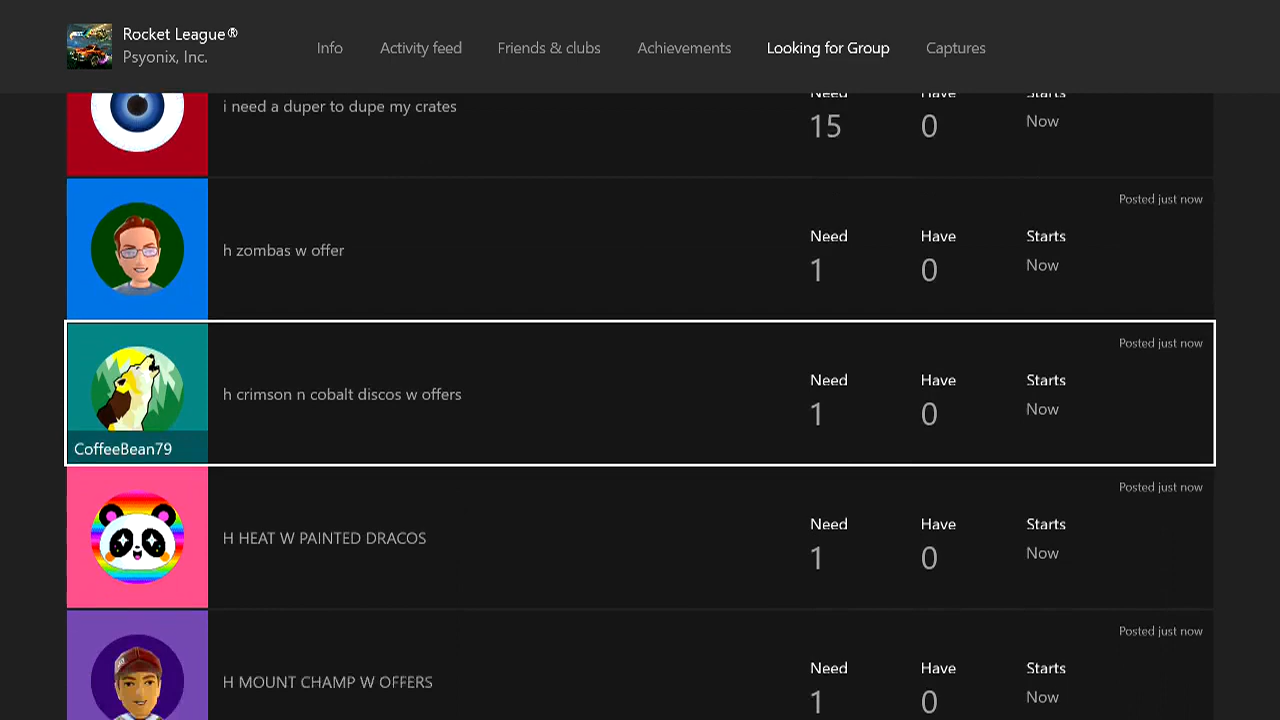 Rocket League®
Psyonix, Inc.
Info Activity feed Friends & clubs Achievements Looking for Group Captures
Need Have Starts
i need a duper to dupe my crates
15 0 Now
Posted just now
Need Have Starts
h zombas w offer
1 0 Now
Posted just now
Need Have Starts
h crimson n cobalt discos w offers
1 0 Now
CoffeeBean79
Posted just now
Need Have Starts
H HEAT W PAINTED DRACOS
1 0 Now
Posted just now
Need Have Starts
H MOUNT CHAMP W OFFERS
1 0 Now